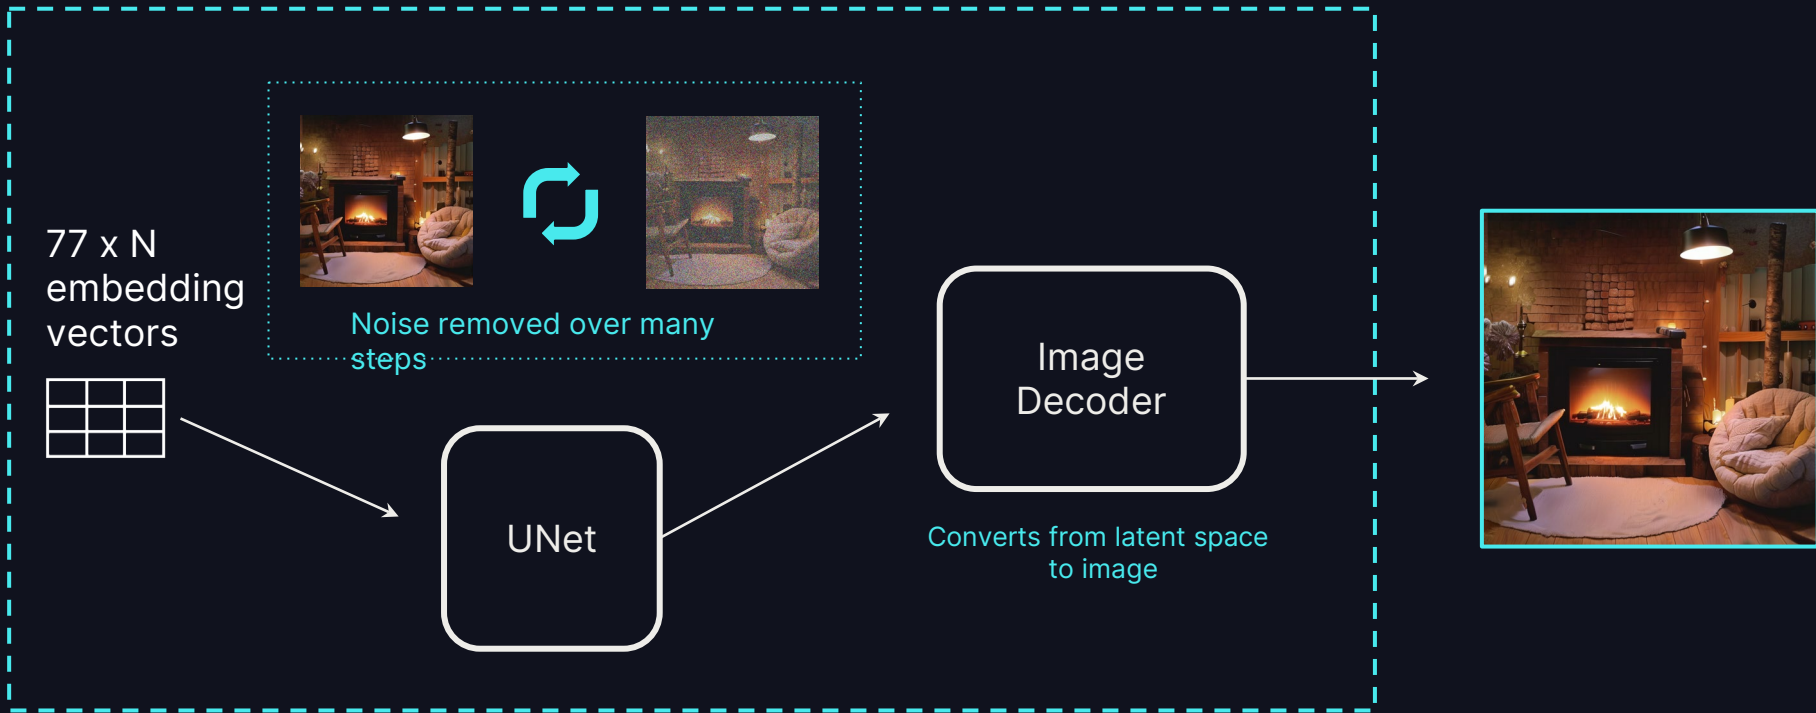 77 x N
embedding
vectors
Noise removed over many
steps
UNet
Image
Decoder
Converts from latent space
to image